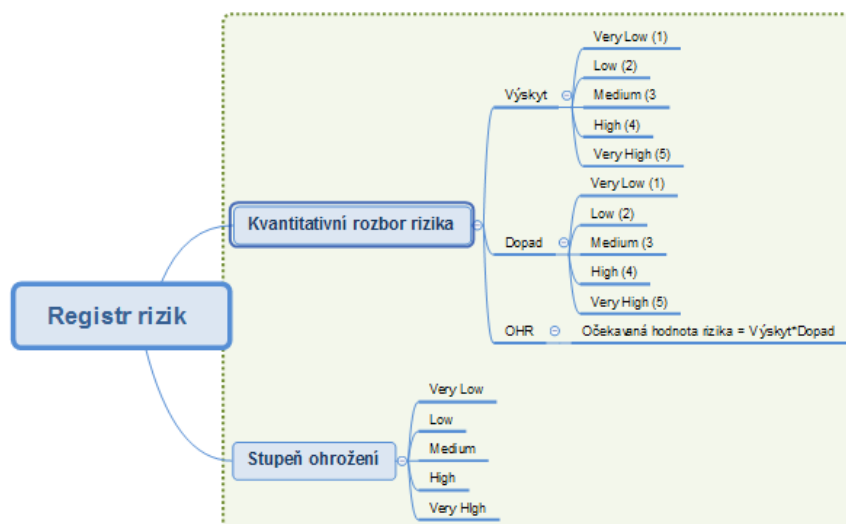 Registr rizik
Kvantitativní rozbor rizika
Výskyt
Very Low (1)
Low (2)
Medium (3
High (4)
Very High (5)
Dopad
Very Low (1)
Low (2)
Medium (3
High (4)
Very High (5)
OHR
Očekavaná hodnota rizika = Výskyt*Dopad
Stupeň ohrožení
Very Low
Low
Medium
High
Very HIgh